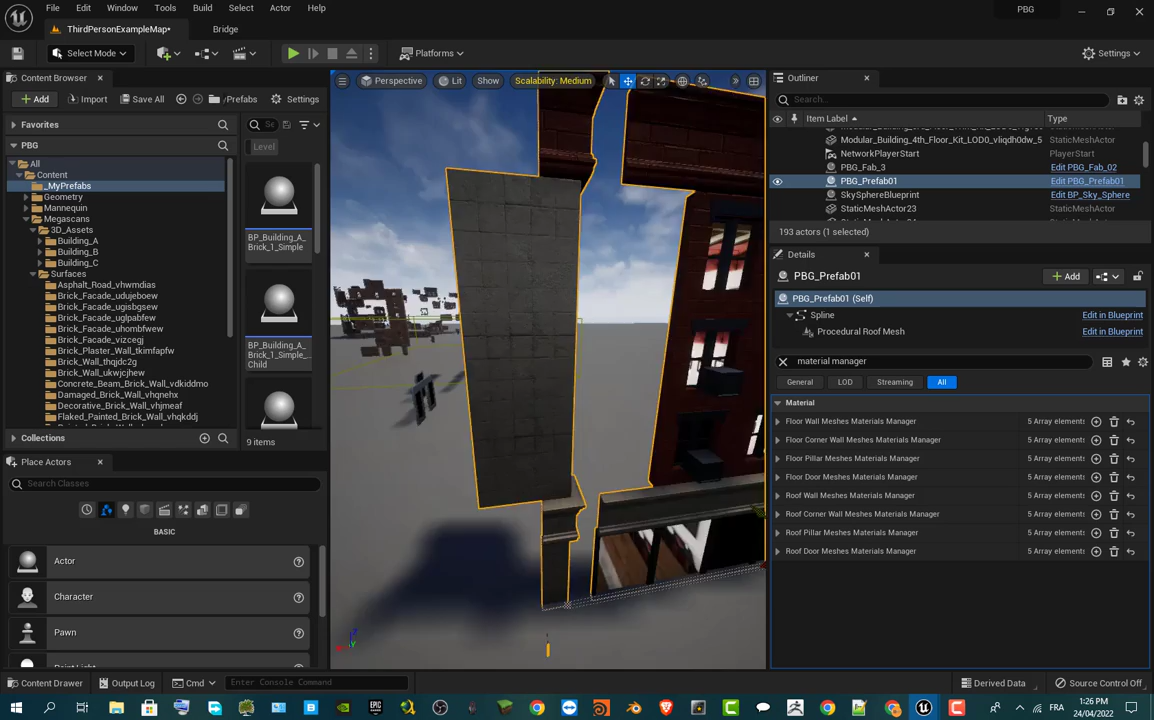 File Edit Window Tools Build Select Actor Help
PBG
ThirdPersonExampleMap*
Bridge
Select Mode
Platforms
Settings
Content Browser
Add
Import
Save All
/Prefabs
Settings
Favorites
PBG
All
Content
_MyPrefabs
Geometry
Mannequin
Megascans
3D_Assets
Building_A
Building_B
Building_C
Surfaces
Asphalt_Road_vhwmdias
Brick_Facade_udujeboew
Brick_Facade_ugisbgsew
Brick_Facade_uglpabfew
Brick_Facade_uhombfwew
Brick_Facade_vizcegj
Brick_Plaster_Wall_tkimfapfw
Brick_Wall_thqjdc2g
Brick_Wall_ukwjcjhew
Concrete_Beam_Brick_Wall_vdkiddmo
Damaged_Brick_Wall_vhqnehx
Decorative_Brick_Wall_vhjmeaf
Flaked_Painted_Brick_Wall_vhqkddj
Collections
Se
Level
BP_Building_A_
Brick_1_Simple
BP_Building_A_
Brick_1_Simple_
Child
9 items
Place Actors
Search Classes
BASIC
Actor
Character
Pawn
Perspective
Lit
Show
Scalability: Medium
Outliner
Search...
Item Label
Type
Modular_Building_4th_Floor_Kit_LOD0_vliqdh0dw_5
StaticMeshActor
NetworkPlayerStart
PlayerStart
PBG_Fab_3
Edit PBG_Fab_02
PBG_Prefab01
Edit PBG_Prefab01
SkySphereBlueprint
Edit BP_Sky_Sphere
StaticMeshActor23
StaticMeshActor
193 actors (1 selected)
Details
PBG_Prefab01
Add
PBG_Prefab01 (Self)
Spline
Edit in Blueprint
Procedural Roof Mesh
Edit in Blueprint
material manager
General LOD Streaming All
Material
Floor Wall Meshes Materials Manager 5 Array elements
Floor Corner Wall Meshes Materials Manager 5 Array elements
Floor Pillar Meshes Materials Manager 5 Array elements
Floor Door Meshes Materials Manager 5 Array elements
Roof Wall Meshes Materials Manager 5 Array elements
Roof Corner Wall Meshes Materials Manager 5 Array elements
Roof Pillar Meshes Materials Manager 5 Array elements
Roof Door Meshes Materials Manager 5 Array elements
Content Drawer
Output Log
Cmd
Enter Console Command
Derived Data
Source Control Off
FRA
1:26 PM
24/04/2022